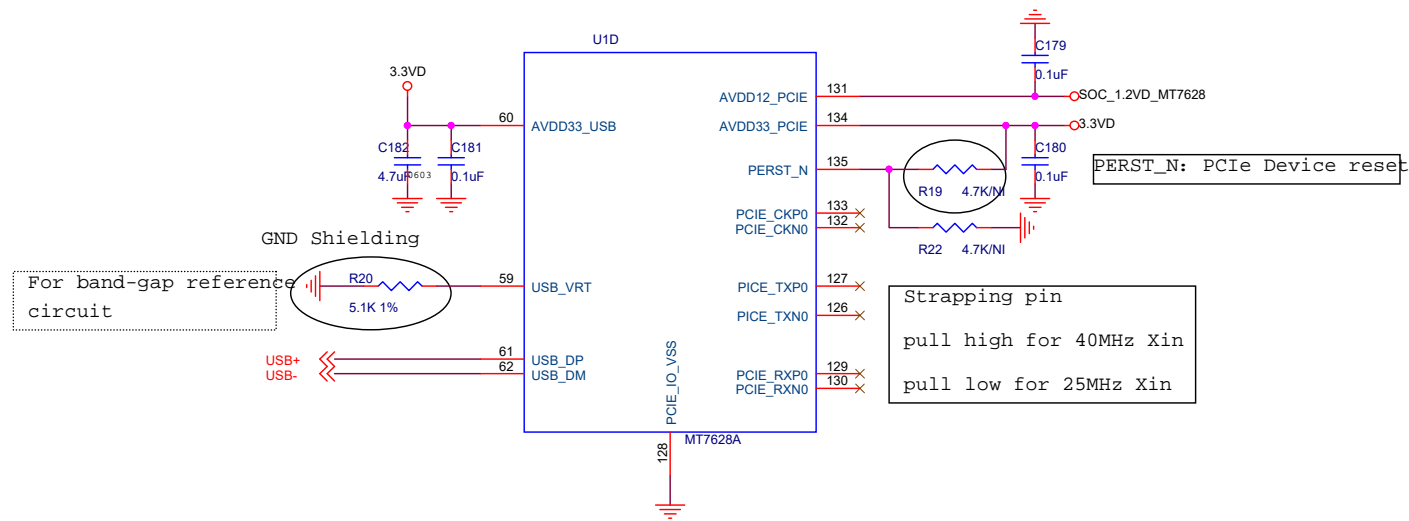 U1D
C179
0.1uF
3.3VD
131
AVDD12_PCIE
SOC_1.2VD_MT7628
60
AVDD33_USB
134
AVDD33_PCIE
3.3VD
C182
4.7uF
0603
C181
0.1uF
C180
0.1uF
135
PERST_N
R19 4.7K/NI
PERST_N: PCIe Device reset
133
PCIE_CKP0
132
PCIE_CKN0
R22 4.7K/NI
GND Shielding
For band-gap reference
circuit
R20
5.1K 1%
59
USB_VRT
127
PICE_TXP0
126
PICE_TXN0
Strapping pin
pull high for 40MHz Xin
pull low for 25MHz Xin
USB+
61
USB_DP
USB-
62
USB_DM
129
PCIE_RXP0
130
PCIE_RXN0
PCIE_IO_VSS
128
MT7628A